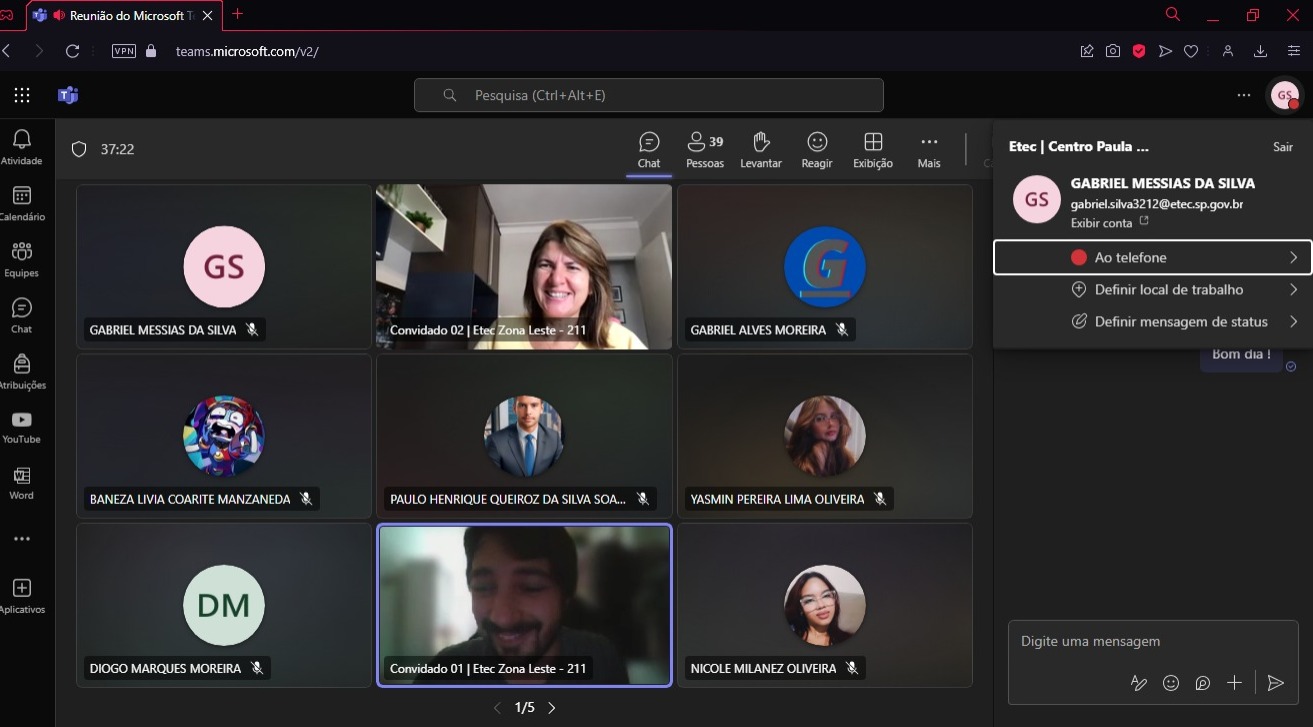 Reunião do Microsoft T
VPN
teams.microsoft.com/v2/
Pesquisa (Ctrl+Alt+E)
GS
Atividade
Calendário
Equipes
Chat
Atribuições
YouTube
Word
Aplicativos
37:22
Chat
39
Pessoas
Levantar
Reagir
Exibição
Mais
Etec | Centro Paula ...
Sair
GS
GABRIEL MESSIAS DA SILVA
gabriel.silva3212@etec.sp.gov.br
Exibir conta
Ao telefone
Definir local de trabalho
Definir mensagem de status
Bom dia !
GS
GABRIEL MESSIAS DA SILVA
Convidado 02 | Etec Zona Leste - 211
G
GABRIEL ALVES MOREIRA
BANEZA LIVIA COARITE MANZANEDA
PAULO HENRIQUE QUEIROZ DA SILVA SOA...
YASMIN PEREIRA LIMA OLIVEIRA
DM
DIOGO MARQUES MOREIRA
Convidado 01 | Etec Zona Leste - 211
NICOLE MILANEZ OLIVEIRA
1/5
Digite uma mensagem